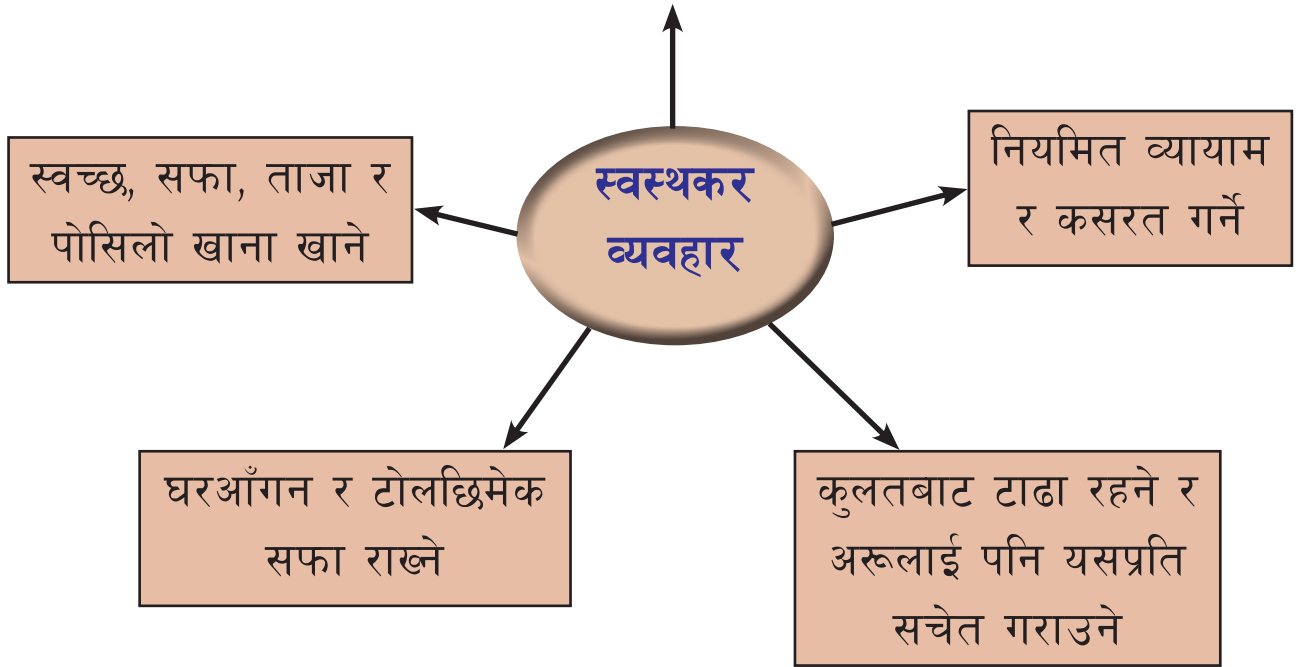 स्वस्थकर
व्यवहार
स्वच्छ, सफा, ताजा र
पोसिलो खाना खाने
नियमित व्यायाम
र कसरत गर्ने
घरआँगन र टोलछिमेक
सफा राख्ने
कुलतबाट टाढा रहने र
अरूलाई पनि यसप्रति
सचेत गराउने